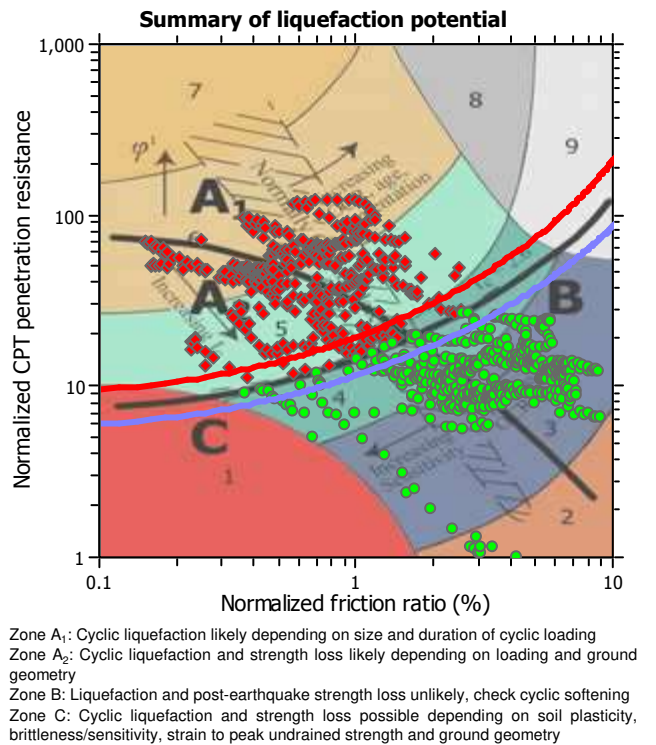 Summary of liquefaction potential
Normalized CPT penetration resistance
1,000
100
10
1
7
8
9
φ'
A1
A
5
B
4
C
3
1
2
Increasing
Sensitivity
0.1
1
10
Normalized friction ratio (%)
Zone A₁: Cyclic liquefaction likely depending on size and duration of cyclic loading
Zone A₂: Cyclic liquefaction and strength loss likely depending on loading and ground
geometry
Zone B: Liquefaction and post-earthquake strength loss unlikely, check cyclic softening
Zone C: Cyclic liquefaction and strength loss possible depending on soil plasticity,
brittleness/sensitivity, strain to peak undrained strength and ground geometry